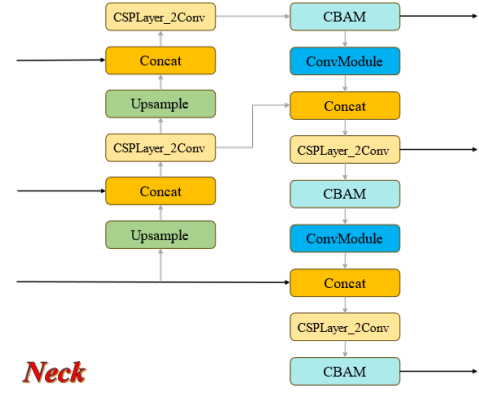 CSPLayer_2Conv
CBAM
Concat
ConvModule
Upsample
Concat
CSPLayer_2Conv
CSPLayer_2Conv
Concat
CBAM
Upsample
ConvModule
Concat
CSPLayer_2Conv
Neck
CBAM